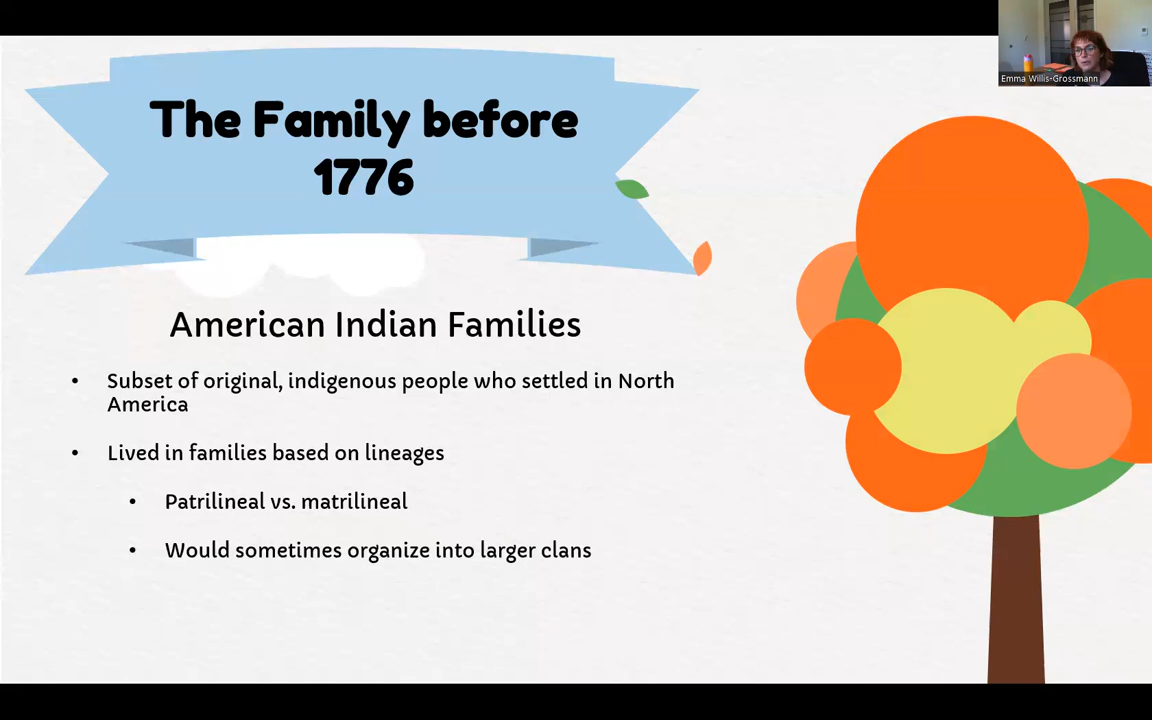 The Family before
1776
Emma Willis-Grossmann
American Indian Families
• Subset of original, indigenous people who settled in North
America
• Lived in families based on lineages
• Patrilineal vs. matrilineal
• Would sometimes organize into larger clans